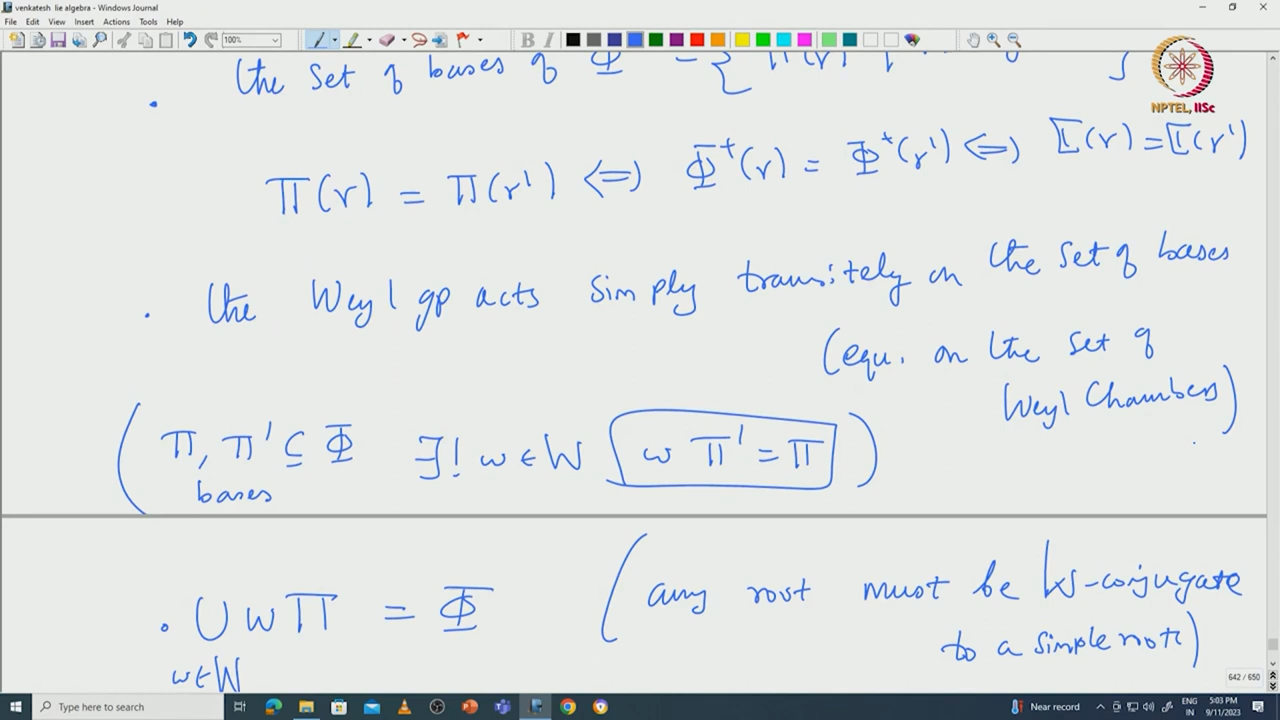 venkatesh lie algebra - Windows Journal
File Edit View Insert Actions Tools Help
100%
B I
NPTEL, IISc
the set of bases of Φ = { Π(r) |
Π(r) = Π(r') <=> Φ⁺(r) = Φ⁺(r') <=> ℂ(r) = ℂ(r')
. the Weyl gp acts simply transitely on the set of bases
(equ. on the set of
Weyl Chambers)
( Π, Π' ⊆ Φ ∃! w ∈ W w Π' = Π )
bases
. ∪ w Π = Φ (any root must be W-conjugate
w∈W to a simple root)
642 / 650
Type here to search
Near record
ENG
IN
5:03 PM
9/11/2023